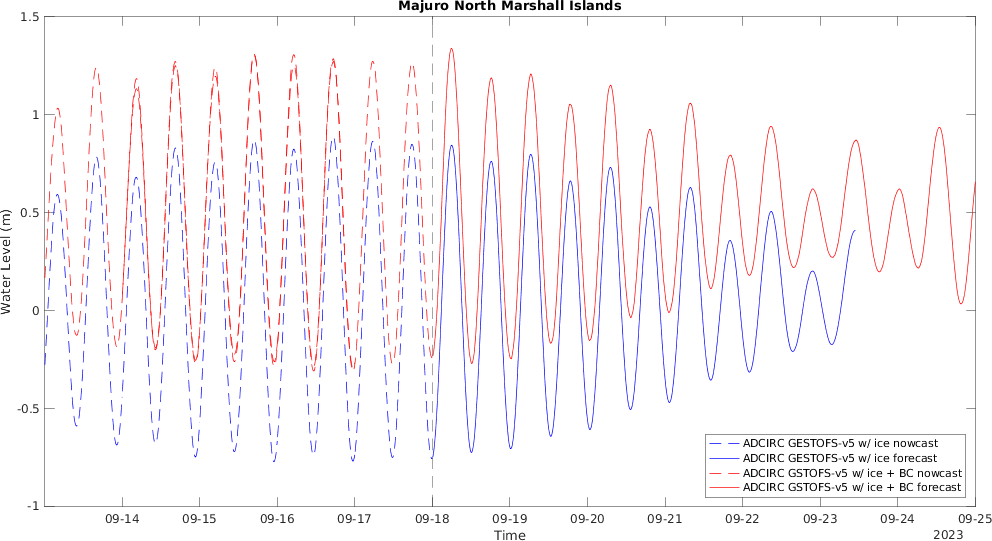 Majuro North Marshall Islands
1.5
1
0.5
0
-0.5
-1
Water Level (m)
09-14 09-15 09-16 09-17 09-18 09-19 09-20 09-21 09-22 09-23 09-24 09-25
Time
2023
ADCIRC GESTOFS-v5 w/ ice nowcast
ADCIRC GESTOFS-v5 w/ ice forecast
ADCIRC GSTOFS-v5 w/ ice + BC nowcast
ADCIRC GSTOFS-v5 w/ ice + BC forecast